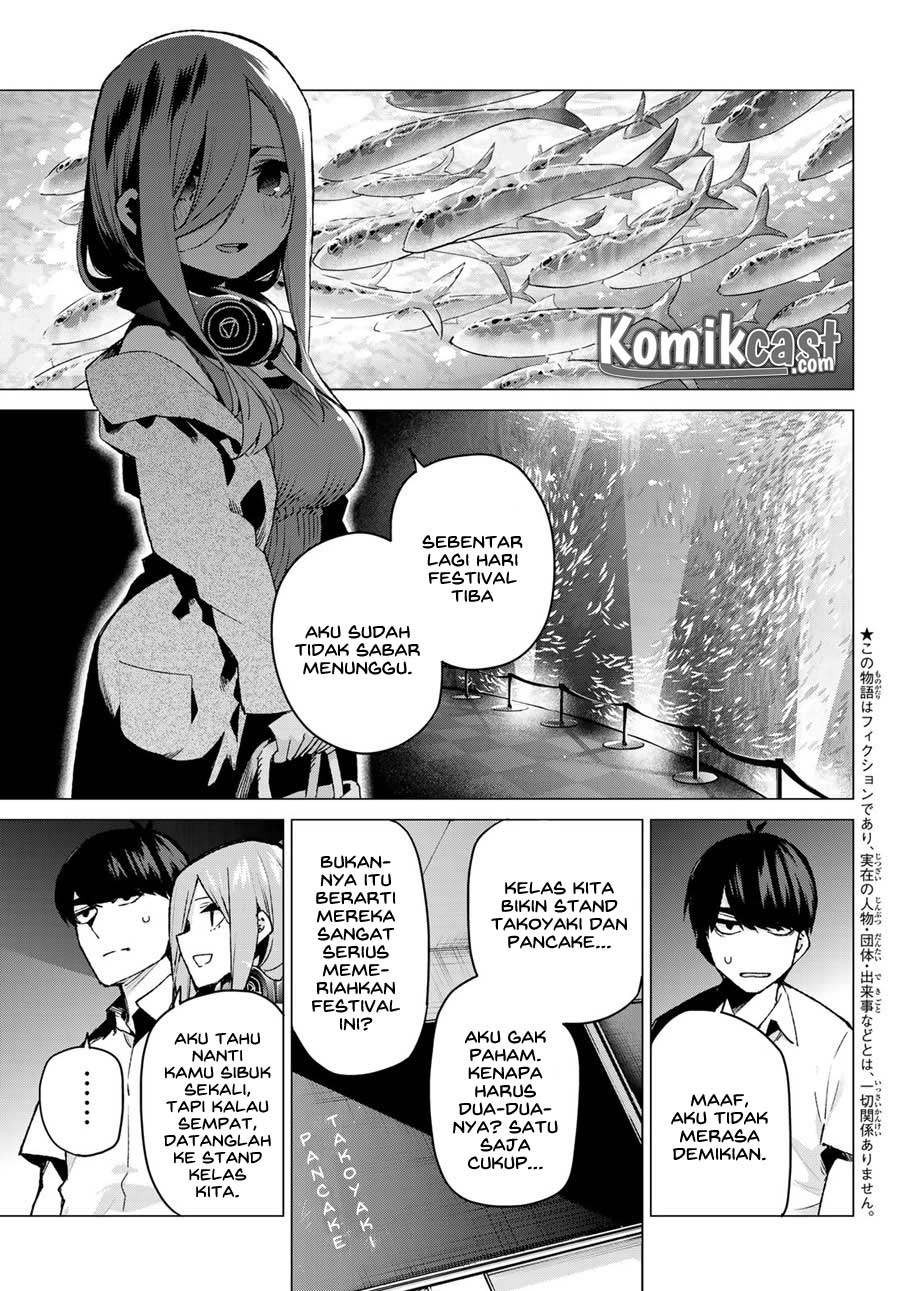 Komikcast
.com
SEBENTAR
LAGI HARI
FESTIVAL
TIBA
AKU SUDAH
TIDAK SABAR
MENUNGGU.
MAAF,
AKU TIDAK
MERASA
DEMIKIAN.
KELAS KITA
BIKIN STAND
TAKOYAKI DAN
PANCAKE...
AKU GAK
PAHAM.
KENAPA
HARUS
DUA-DUA-
NYA? SATU
SAJA
CUKUP...
BUKAN-
NYA ITU
BERARTI
MEREKA
SANGAT
SERIUS
MEME-
RIAHKAN
FESTIVAL
INI?
TAKOYAKI
PANCAKE
AKU TAHU
NANTI
KAMU SIBUK
SEKALI,
TAPI KALAU
SEMPAT,
DATANGLAH
KE STAND
KELAS
KITA.
......
★この物語はフィクションであり、実在の人物・団体・出来事などとは、一切関係ありません。